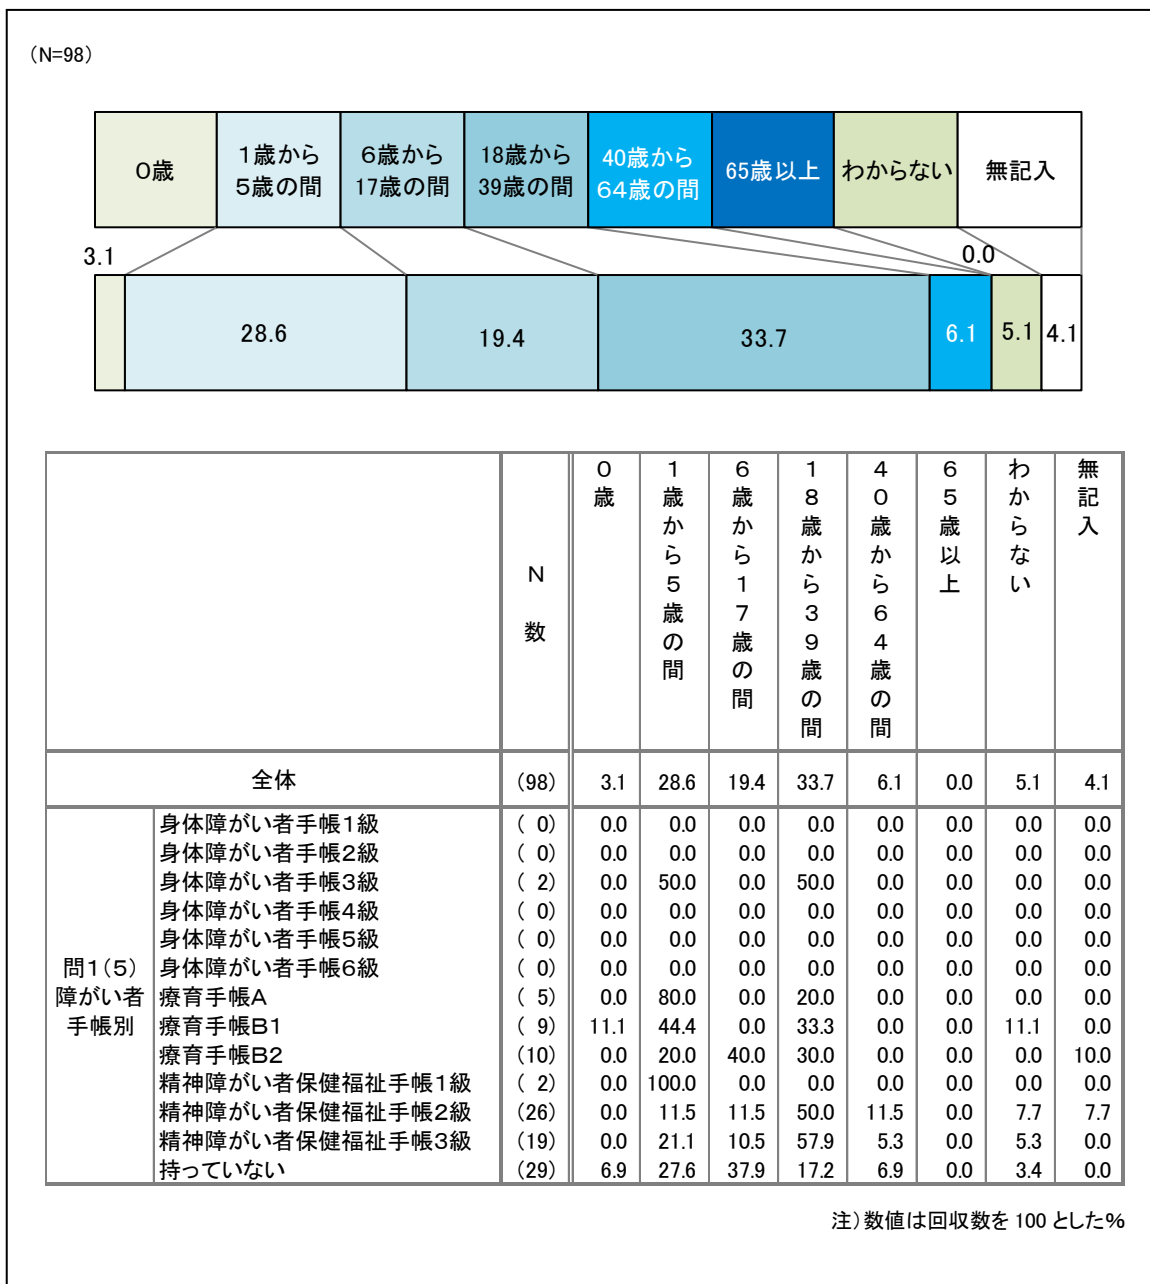 (N=98)
0歳
1歳から
5歳の間
6歳から
17歳の間
18歳から
39歳の間
40歳から
64歳の間
65歳以上
わからない
無記入
3.1
0.0
28.6
19.4
33.7
6.1
5.1
4.1
N
数
0歳
1歳から5歳の間
6歳から17歳の間
18歳から39歳の間
40歳から64歳の間
65歳以上
わからない
無記入
全体 (98) 3.1 28.6 19.4 33.7 6.1 0.0 5.1 4.1
問1(5)
障がい者
手帳別
身体障がい者手帳1級 ( 0) 0.0 0.0 0.0 0.0 0.0 0.0 0.0 0.0
身体障がい者手帳2級 ( 0) 0.0 0.0 0.0 0.0 0.0 0.0 0.0 0.0
身体障がい者手帳3級 ( 2) 0.0 50.0 0.0 50.0 0.0 0.0 0.0 0.0
身体障がい者手帳4級 ( 0) 0.0 0.0 0.0 0.0 0.0 0.0 0.0 0.0
身体障がい者手帳5級 ( 0) 0.0 0.0 0.0 0.0 0.0 0.0 0.0 0.0
身体障がい者手帳6級 ( 0) 0.0 0.0 0.0 0.0 0.0 0.0 0.0 0.0
療育手帳A ( 5) 0.0 80.0 0.0 20.0 0.0 0.0 0.0 0.0
療育手帳B1 ( 9) 11.1 44.4 0.0 33.3 0.0 0.0 11.1 0.0
療育手帳B2 (10) 0.0 20.0 40.0 30.0 0.0 0.0 0.0 10.0
精神障がい者保健福祉手帳1級 ( 2) 0.0 100.0 0.0 0.0 0.0 0.0 0.0 0.0
精神障がい者保健福祉手帳2級 (26) 0.0 11.5 11.5 50.0 11.5 0.0 7.7 7.7
精神障がい者保健福祉手帳3級 (19) 0.0 21.1 10.5 57.9 5.3 0.0 5.3 0.0
持っていない (29) 6.9 27.6 37.9 17.2 6.9 0.0 3.4 0.0
注)数値は回収数を100とした%